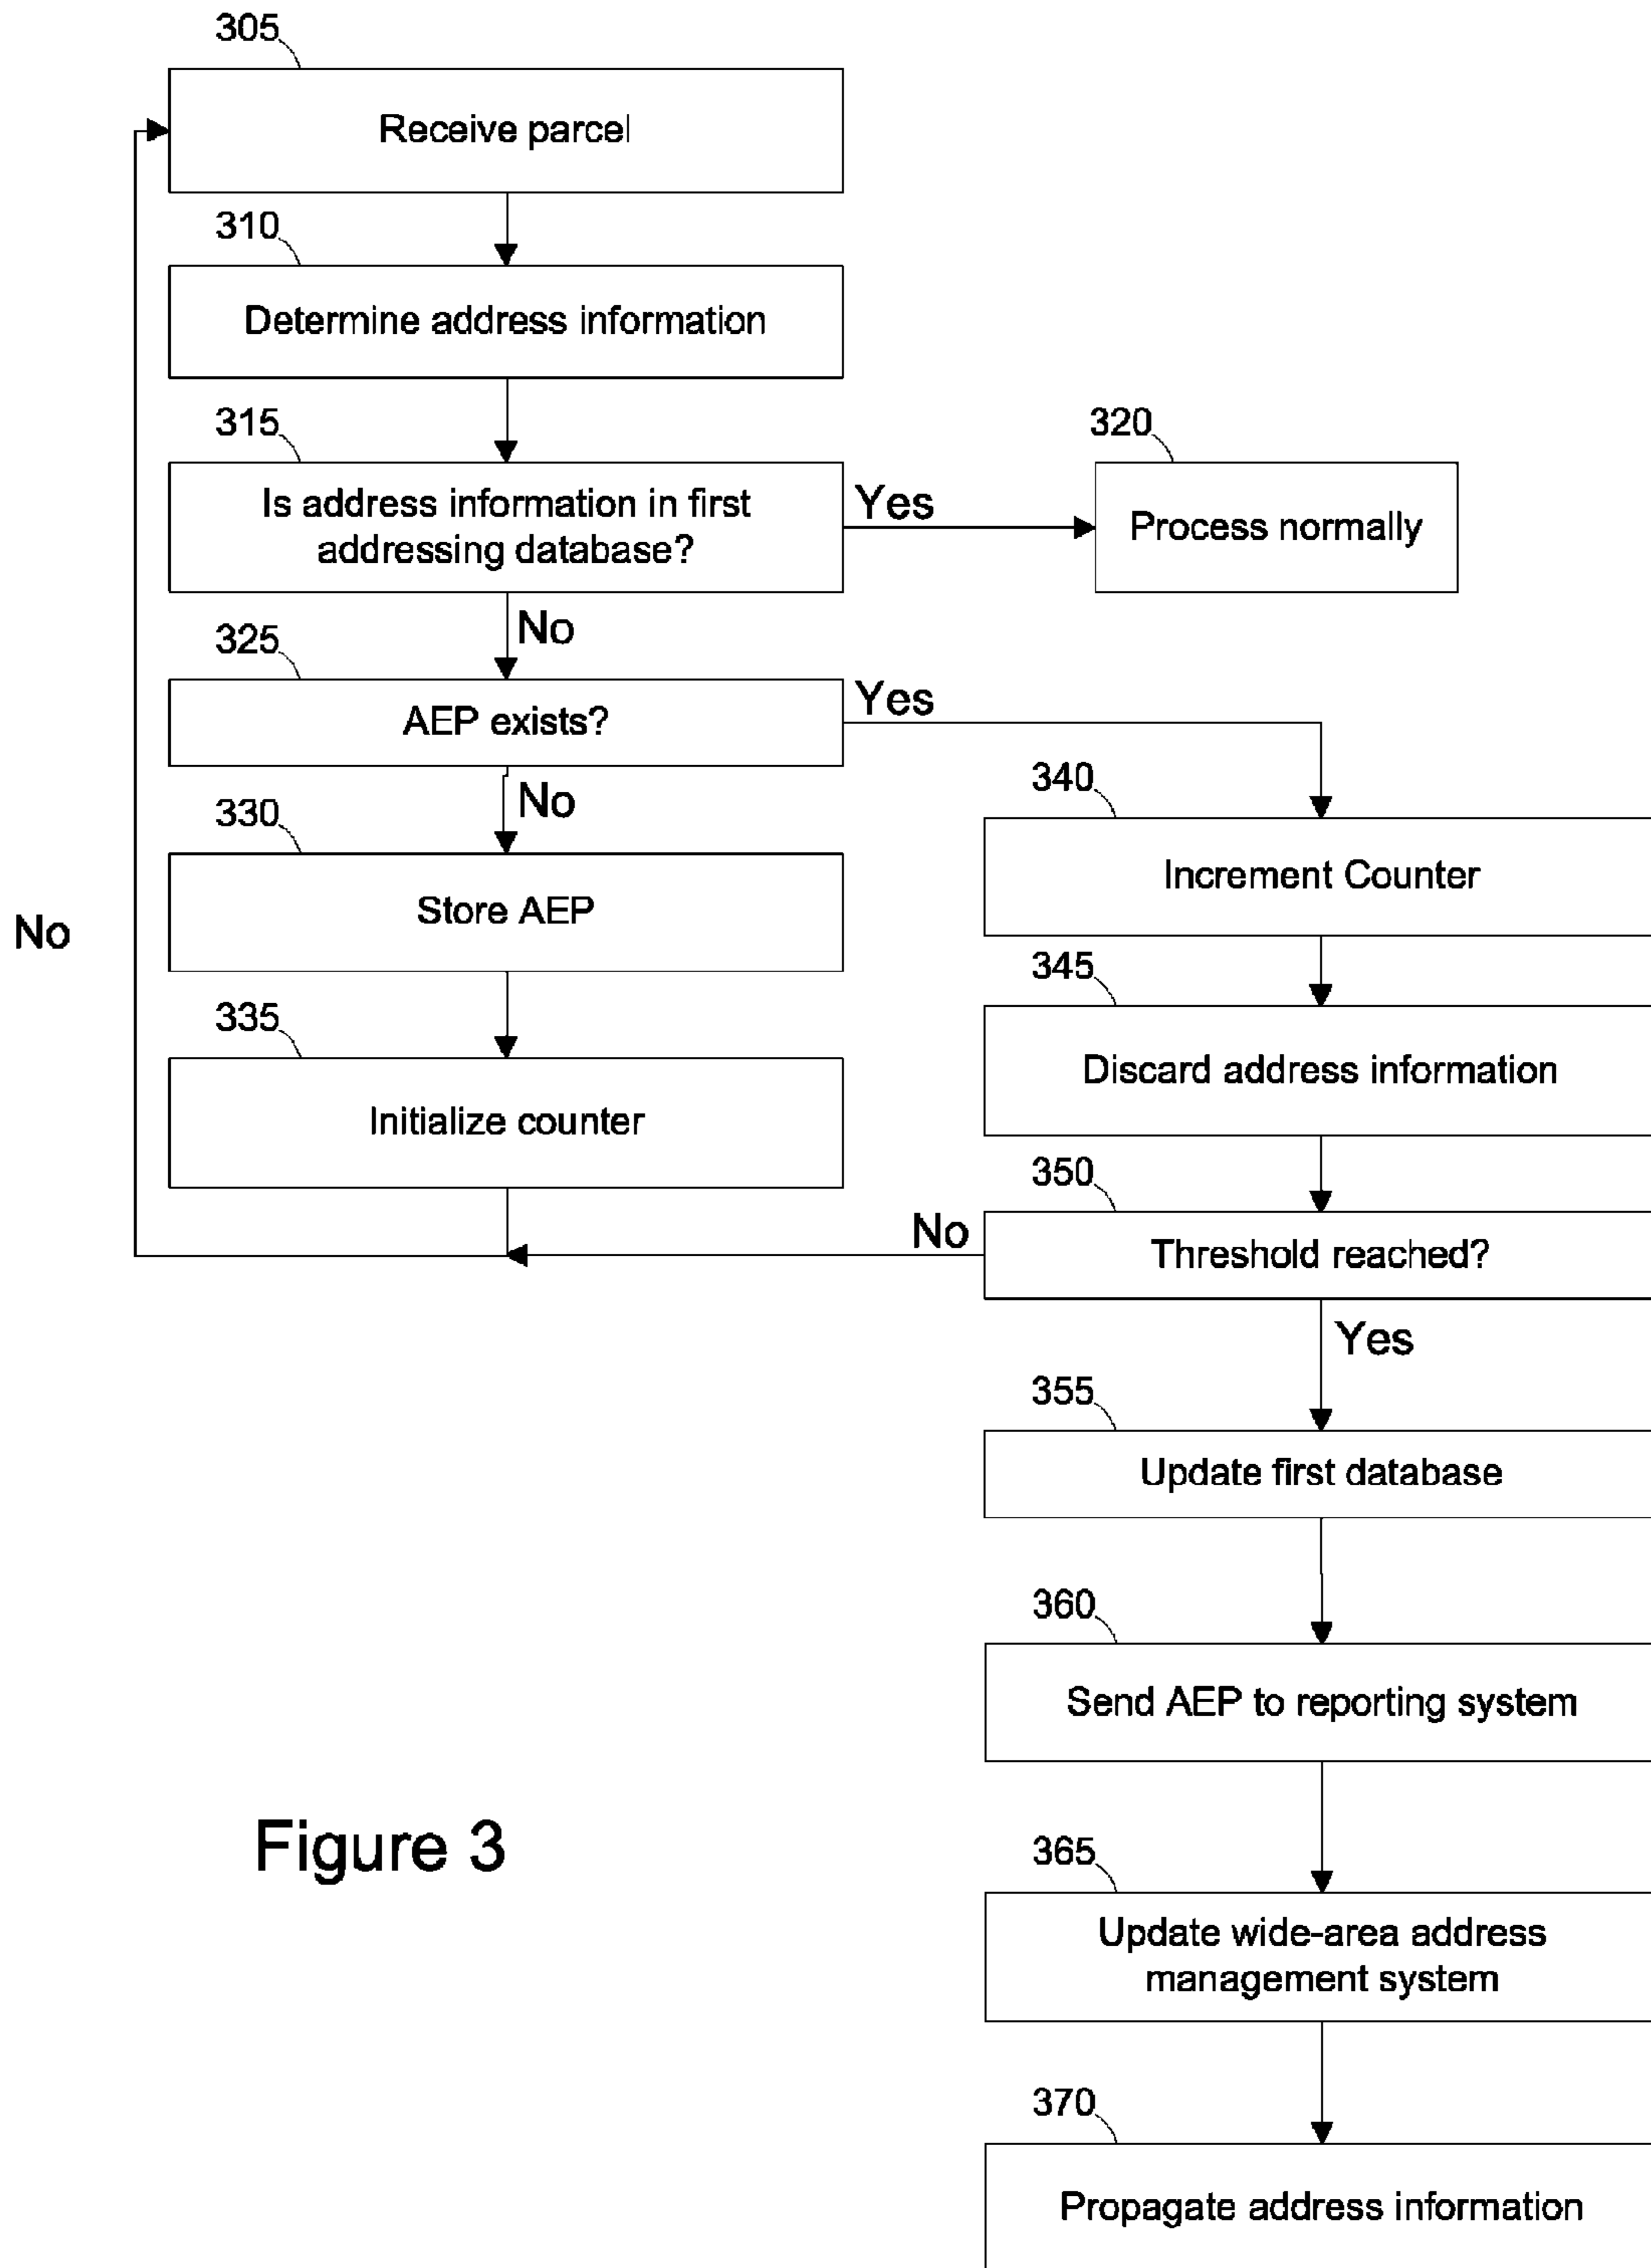 305
Receive parcel
310
Determine address information
315
Is address information in first
addressing database?
Yes
320
Process normally
No
325
AEP exists?
Yes
No
330
Store AEP
No
335
Initialize counter
340
Increment Counter
345
Discard address information
350
Threshold reached?
No
Yes
355
Update first database
360
Send AEP to reporting system
365
Update wide-area address
management system
370
Propagate address information
Figure 3